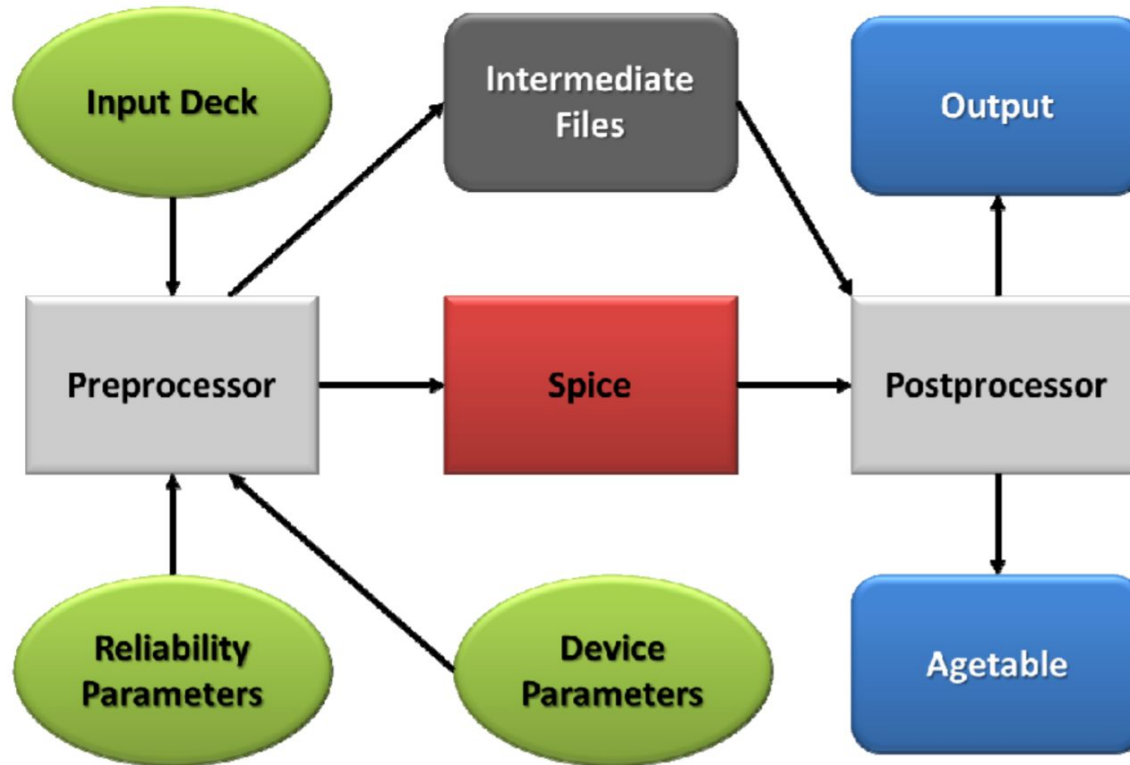 Input Deck
Intermediate
Files
Output
Preprocessor
Spice
Postprocessor
Reliability
Parameters
Device
Parameters
Agetable